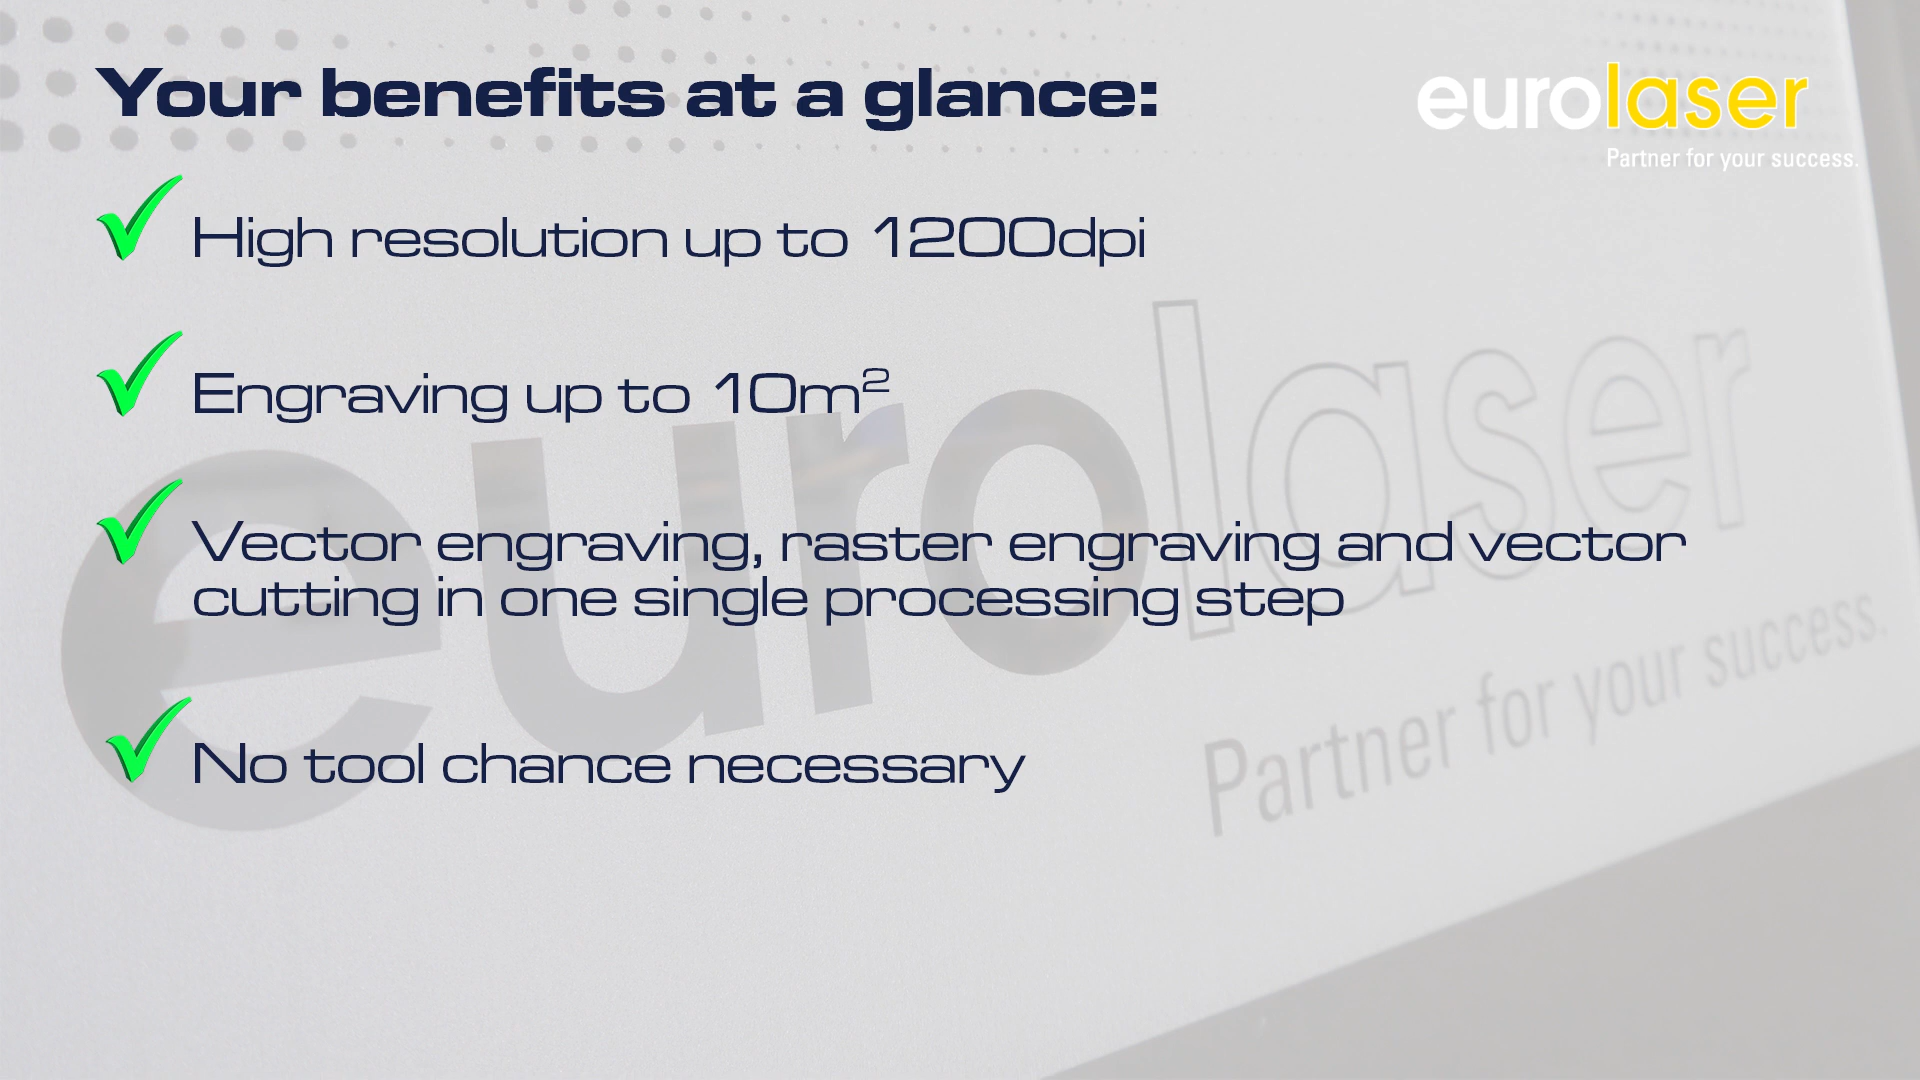 Your benefits at a glance:
eurolaser
Partner for your success.
High resolution up to 1200dpi
Engraving up to 10m²
Vector engraving, raster engraving and vector
cutting in one single processing step
No tool chance necessary
eurolaser
Partner for your success.